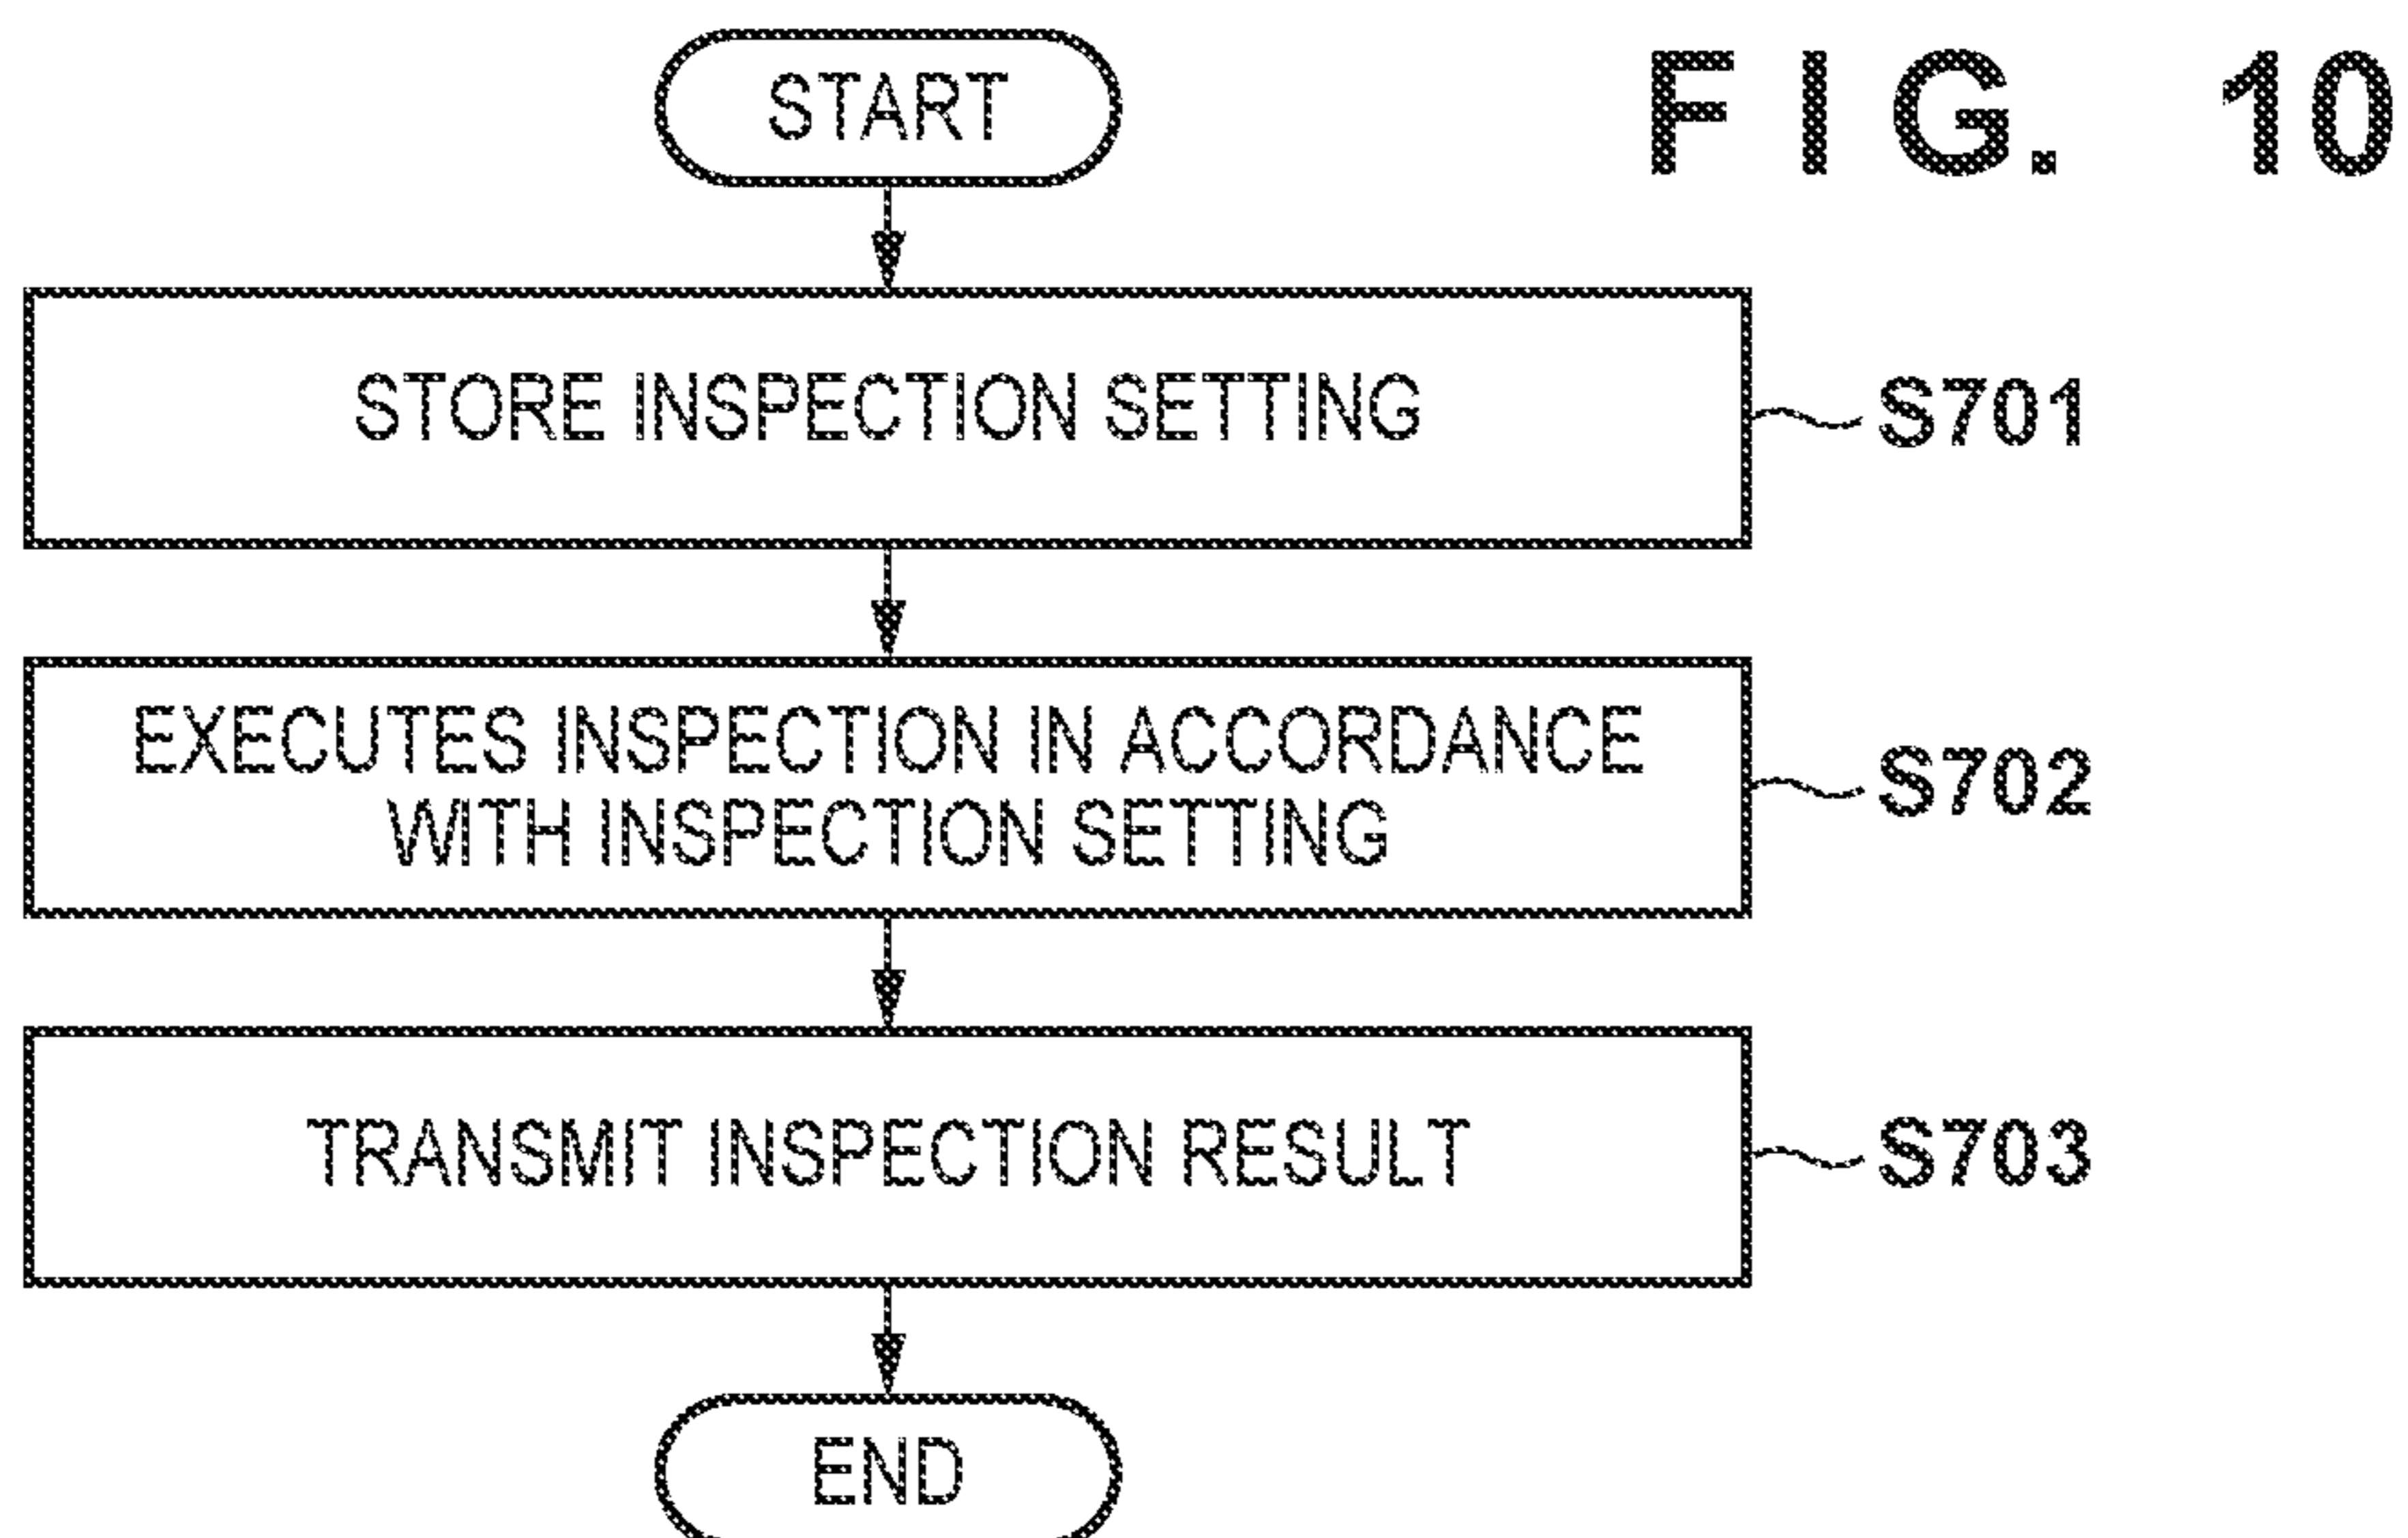 FIG. 10
START
STORE INSPECTION SETTING
S701
EXECUTES INSPECTION IN ACCORDANCE
WITH INSPECTION SETTING
S702
TRANSMIT INSPECTION RESULT
S703
END